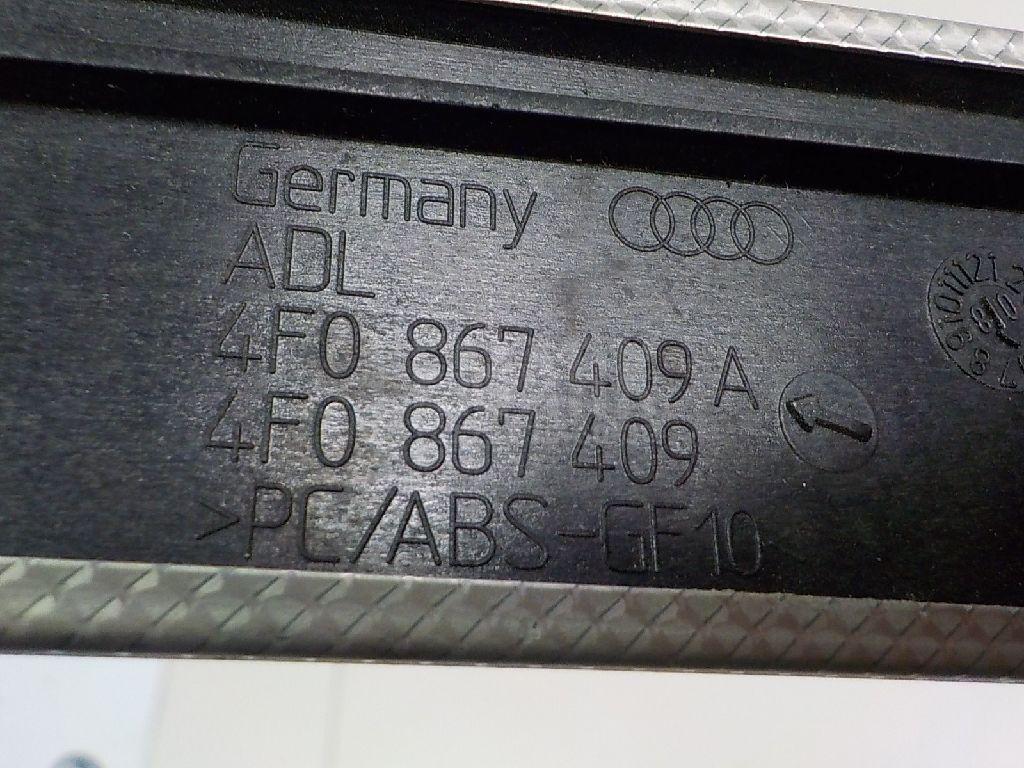 Germany
ADL
4F0 867 409 A
4F0 867 409
>PC/ABS-GF10